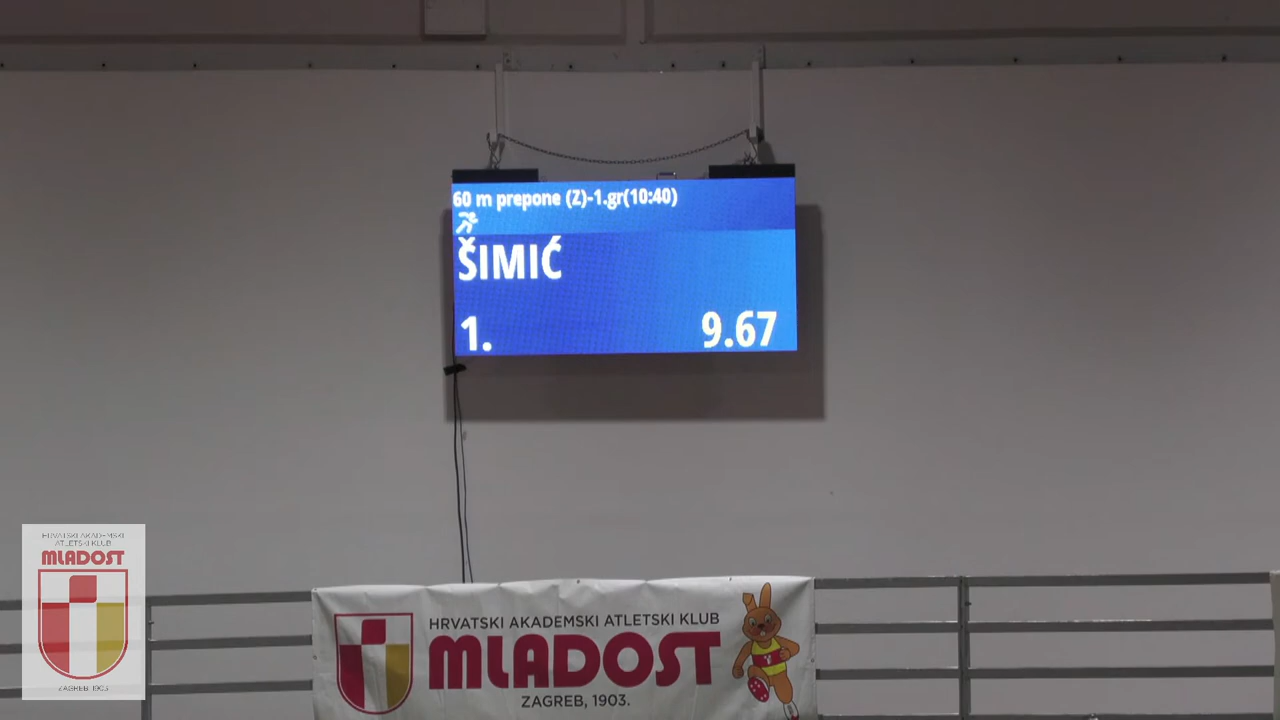 60 m prepone (Z)-1.gr(10:40)
ŠIMIĆ
1. 9.67
HRVATSKI AKADEMSKI
ATLETSKI KLUB
MLADOST
ZAGREB, 1903.
HRVATSKI AKADEMSKI ATLETSKI KLUB
MLADOST
ZAGREB, 1903.